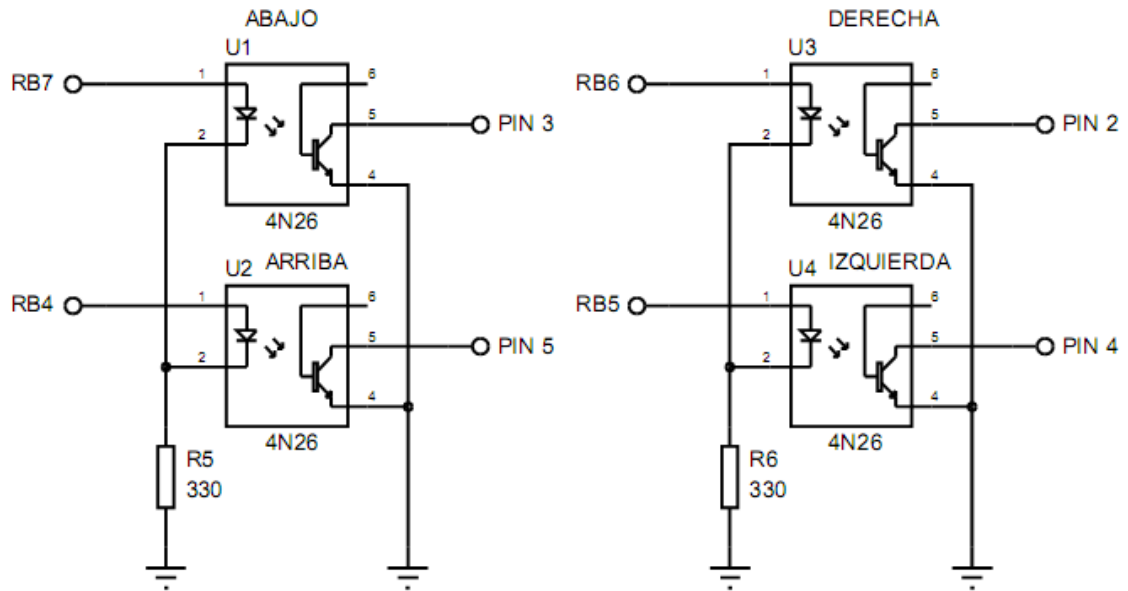 ABAJO
U1
RB7
1
6
5
PIN 3
2
4
4N26
ARRIBA
U2
RB4
1
6
5
PIN 5
2
4
4N26
R5
330
DERECHA
U3
RB6
1
6
5
PIN 2
2
4
4N26
IZQUIERDA
U4
RB5
1
6
5
PIN 4
2
4
4N26
R6
330